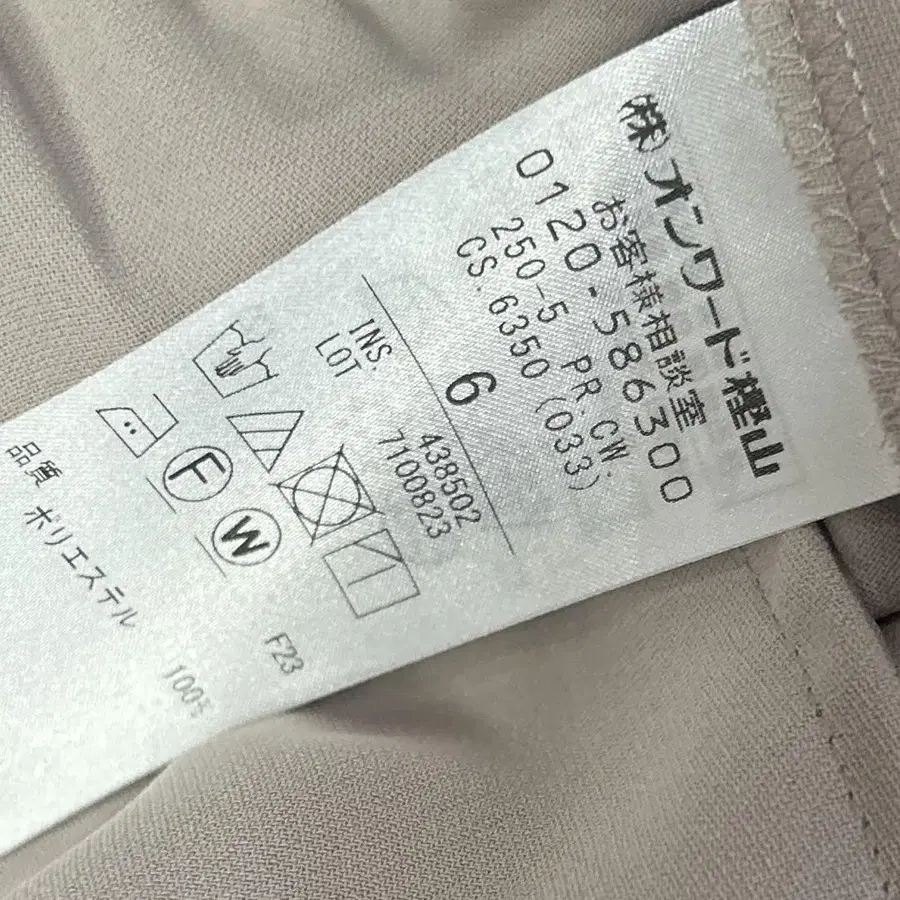 (株)オンワード樫山
お客様相談室
0120-586300
250-5 PR.CW.
CS.6350 (033)
6
INS. 438502
LOT 7100823
F
W
F23
品質 ポリエステル 100%